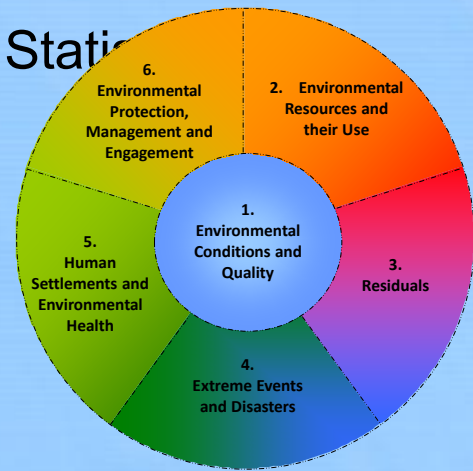 6.
Environmental
Protection,
Management and
Engagement
2. Environmental
Resources and
their Use
1.
Environmental
Conditions and
Quality
5.
Human
Settlements and
Environmental
Health
3.
Residuals
4.
Extreme Events
and Disasters